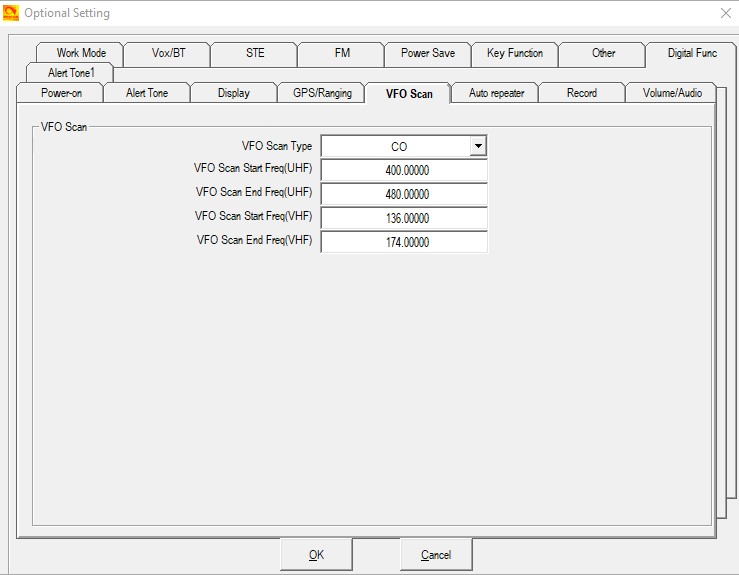 Optional Setting
Work Mode Vox/BT STE FM Power Save Key Function Other Digital Func
Alert Tone1
Power-on Alert Tone Display GPS/Ranging VFO Scan Auto repeater Record Volume/Audio
VFO Scan
VFO Scan Type CO
VFO Scan Start Freq(UHF) 400.00000
VFO Scan End Freq(UHF) 480.00000
VFO Scan Start Freq(VHF) 136.00000
VFO Scan End Freq(VHF) 174.00000
OK Cancel